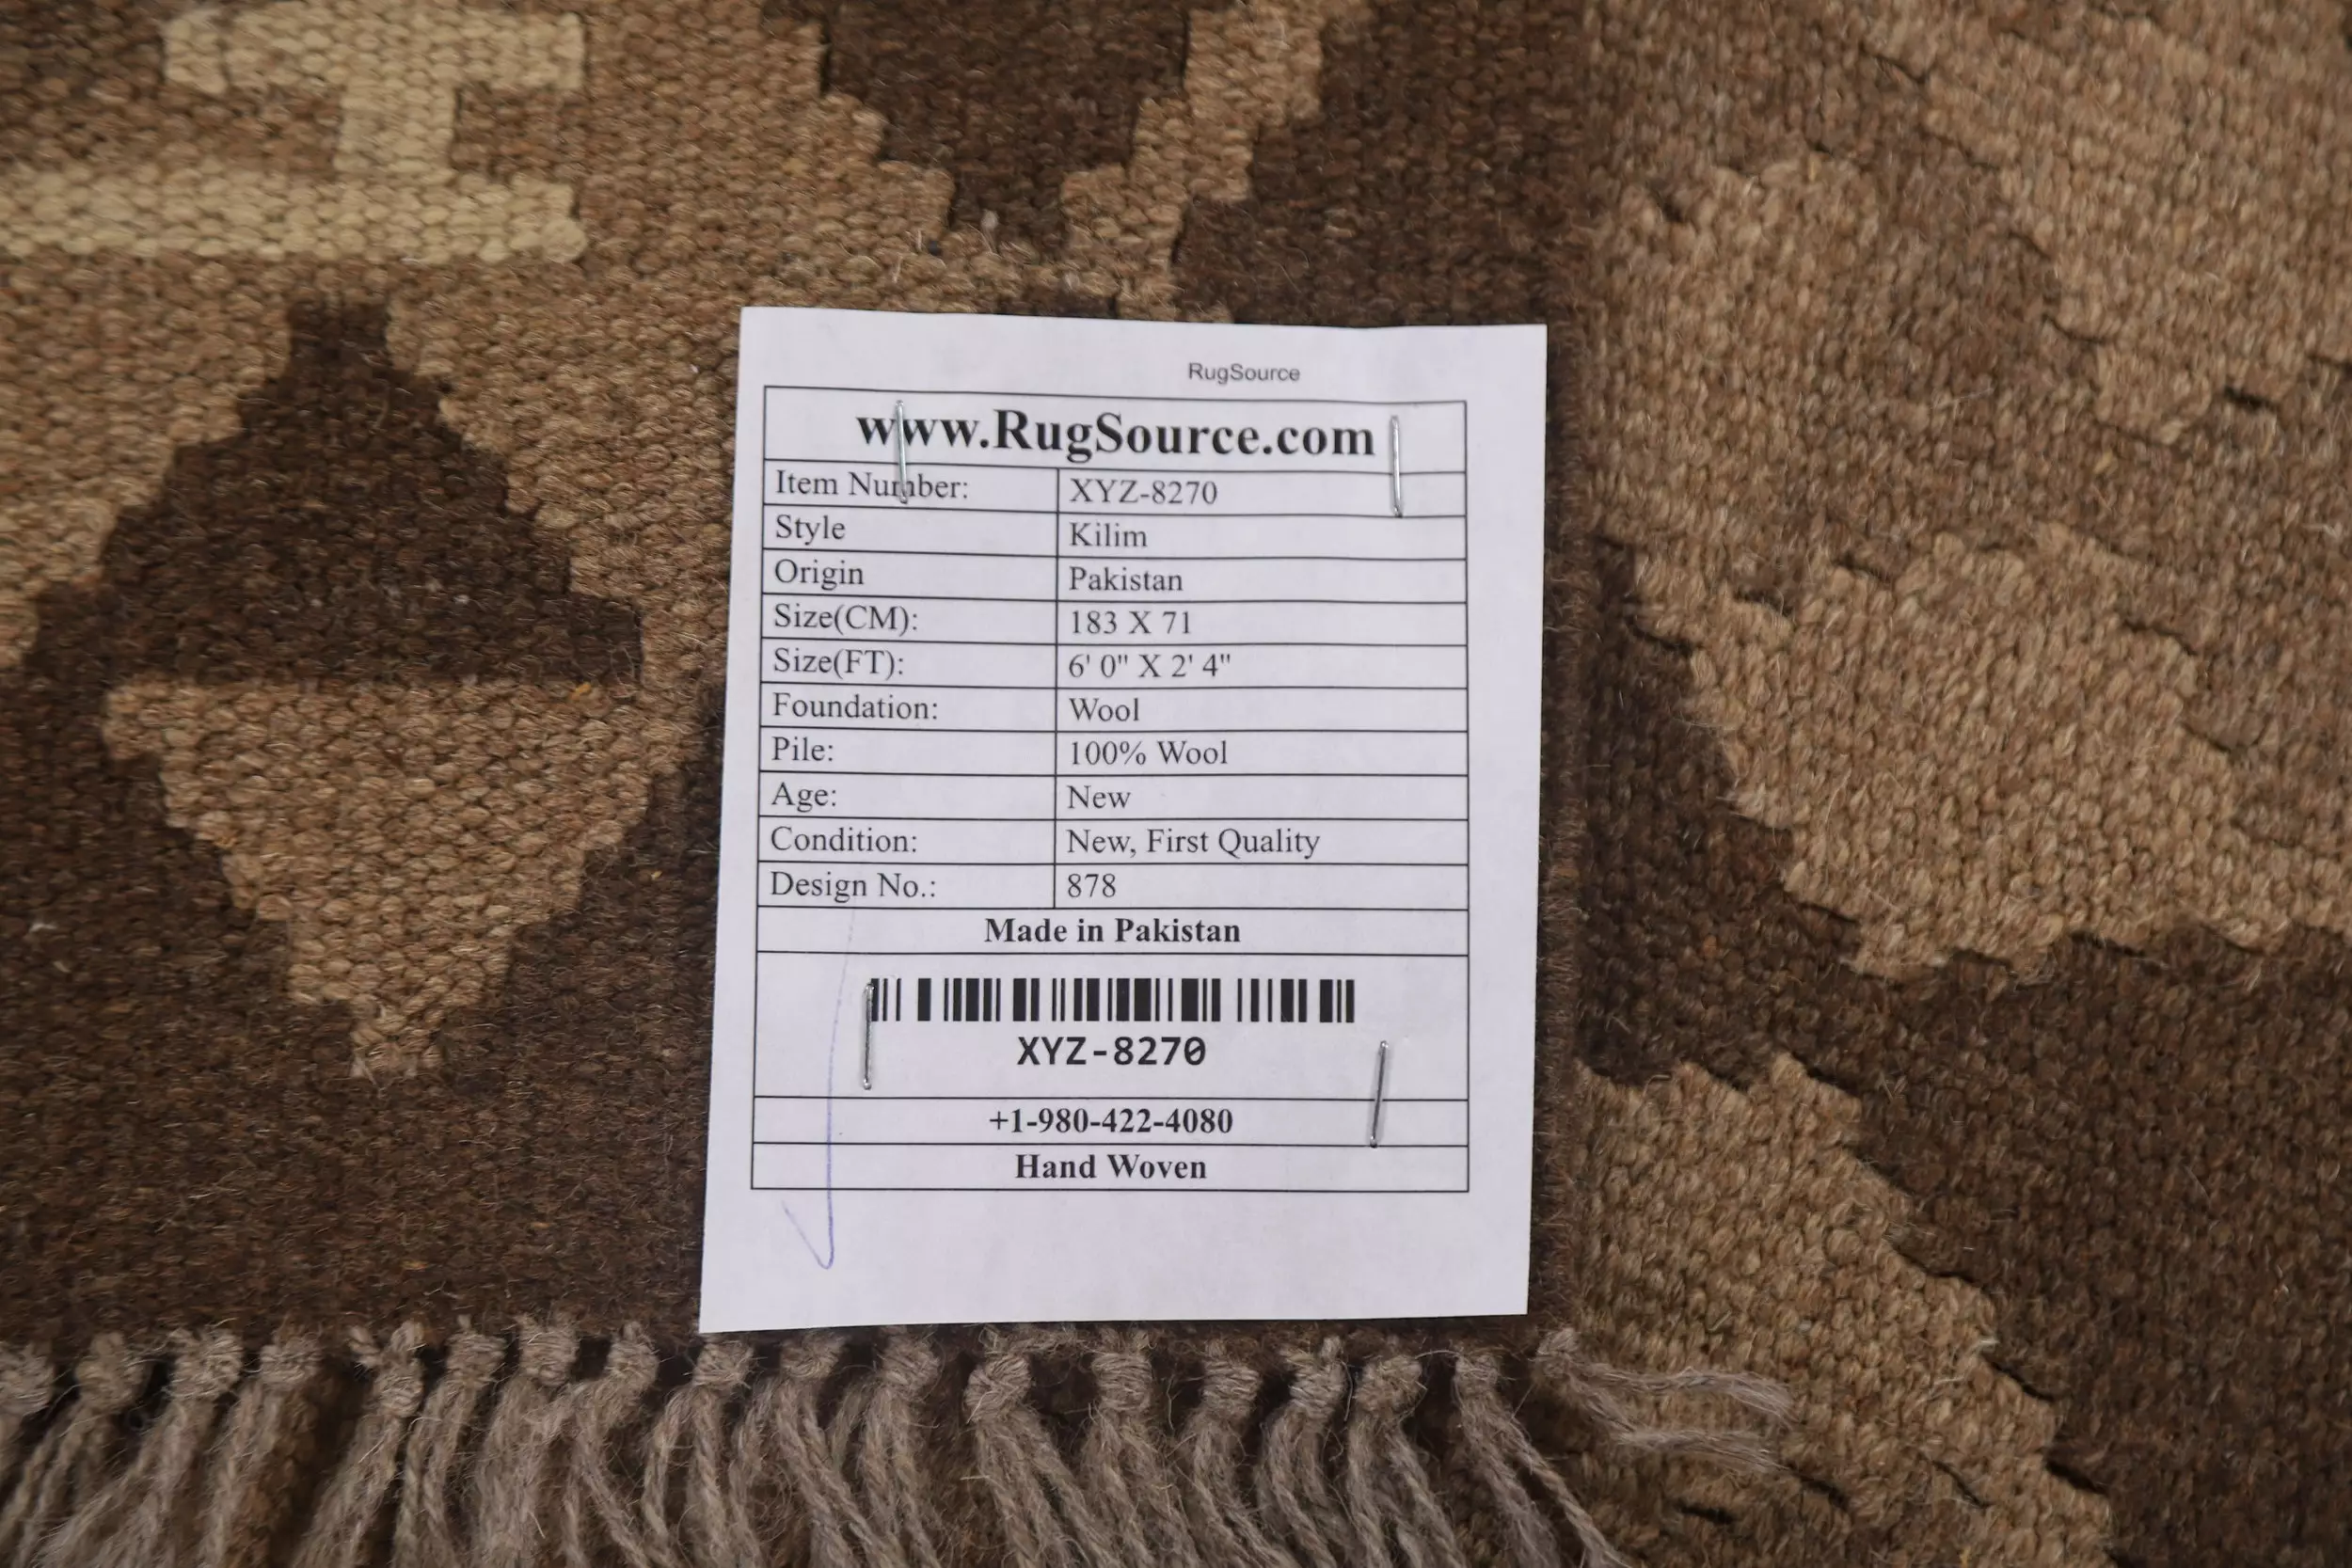 RugSource
www.RugSource.com
Item Number: XYZ-8270
Style Kilim
Origin Pakistan
Size(CM): 183 X 71
Size(FT): 6' 0" X 2' 4"
Foundation: Wool
Pile: 100% Wool
Age: New
Condition: New, First Quality
Design No.: 878
Made in Pakistan
XYZ-8270
+1-980-422-4080
Hand Woven